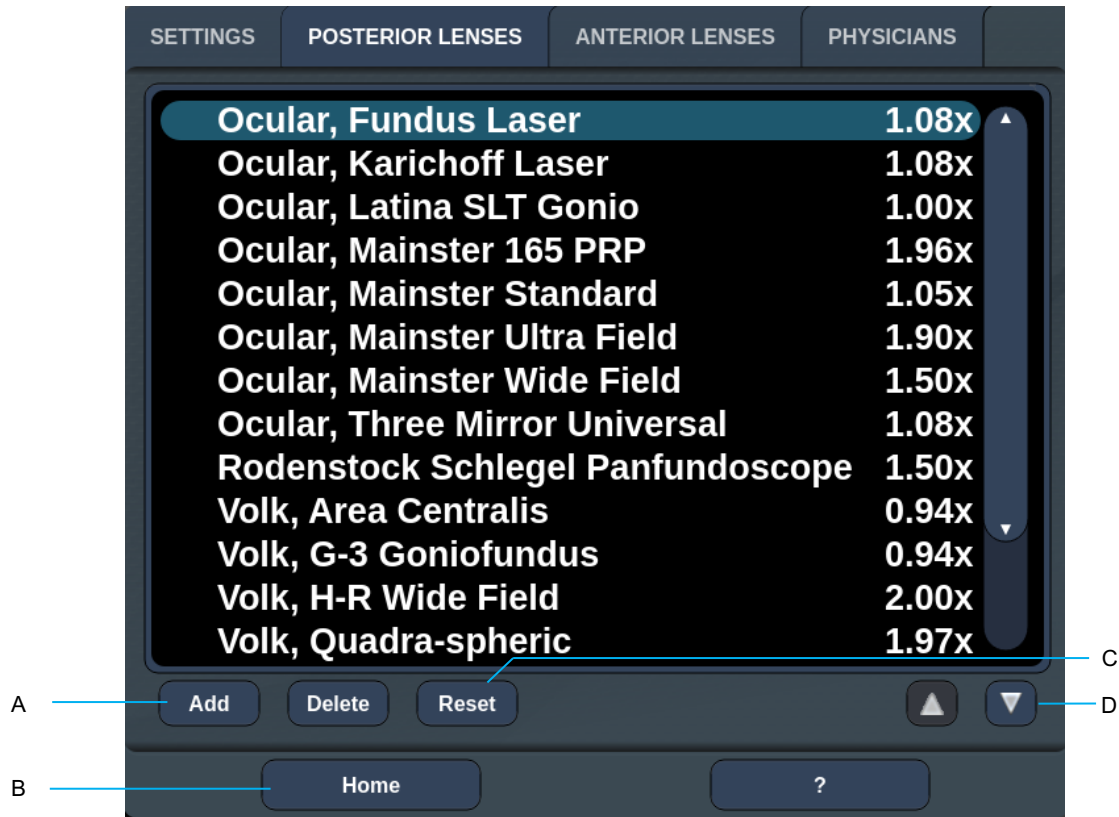 SETTINGS POSTERIOR LENSES ANTERIOR LENSES PHYSICIANS
Ocular, Fundus Laser 1.08x
Ocular, Karichoff Laser 1.08x
Ocular, Latina SLT Gonio 1.00x
Ocular, Mainster 165 PRP 1.96x
Ocular, Mainster Standard 1.05x
Ocular, Mainster Ultra Field 1.90x
Ocular, Mainster Wide Field 1.50x
Ocular, Three Mirror Universal 1.08x
Rodenstock Schlegel Panfundoscope 1.50x
Volk, Area Centralis 0.94x
Volk, G-3 Goniofundus 0.94x
Volk, H-R Wide Field 2.00x
Volk, Quadra-spheric 1.97x
C
A Add Delete Reset D
B Home ?